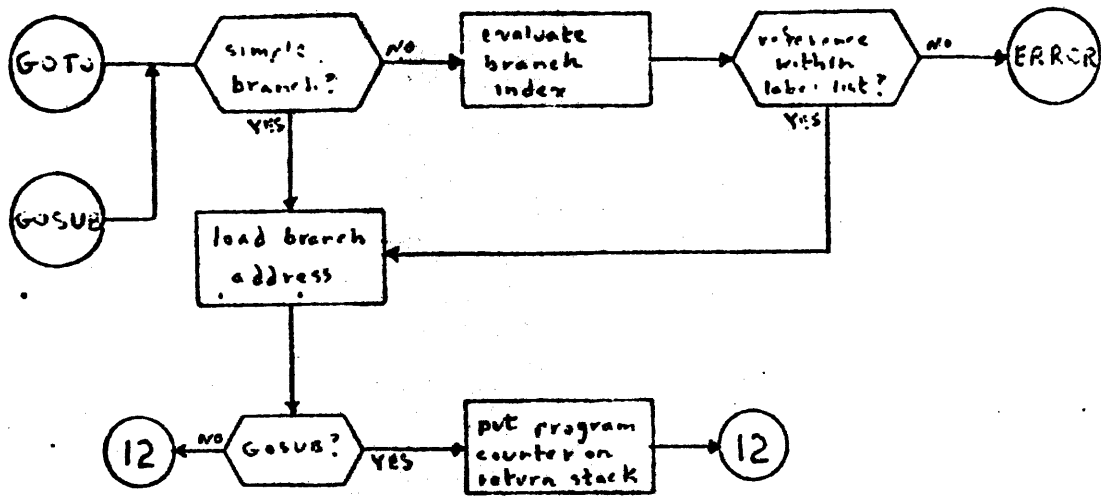 GOTO
simple
branch?
NO
evaluate
branch
index
reference
within
label list?
NO
ERROR
YES
YES
GOSUB
load branch
address
12
NO
GOSUB?
YES
put program
counter on
return stack
12